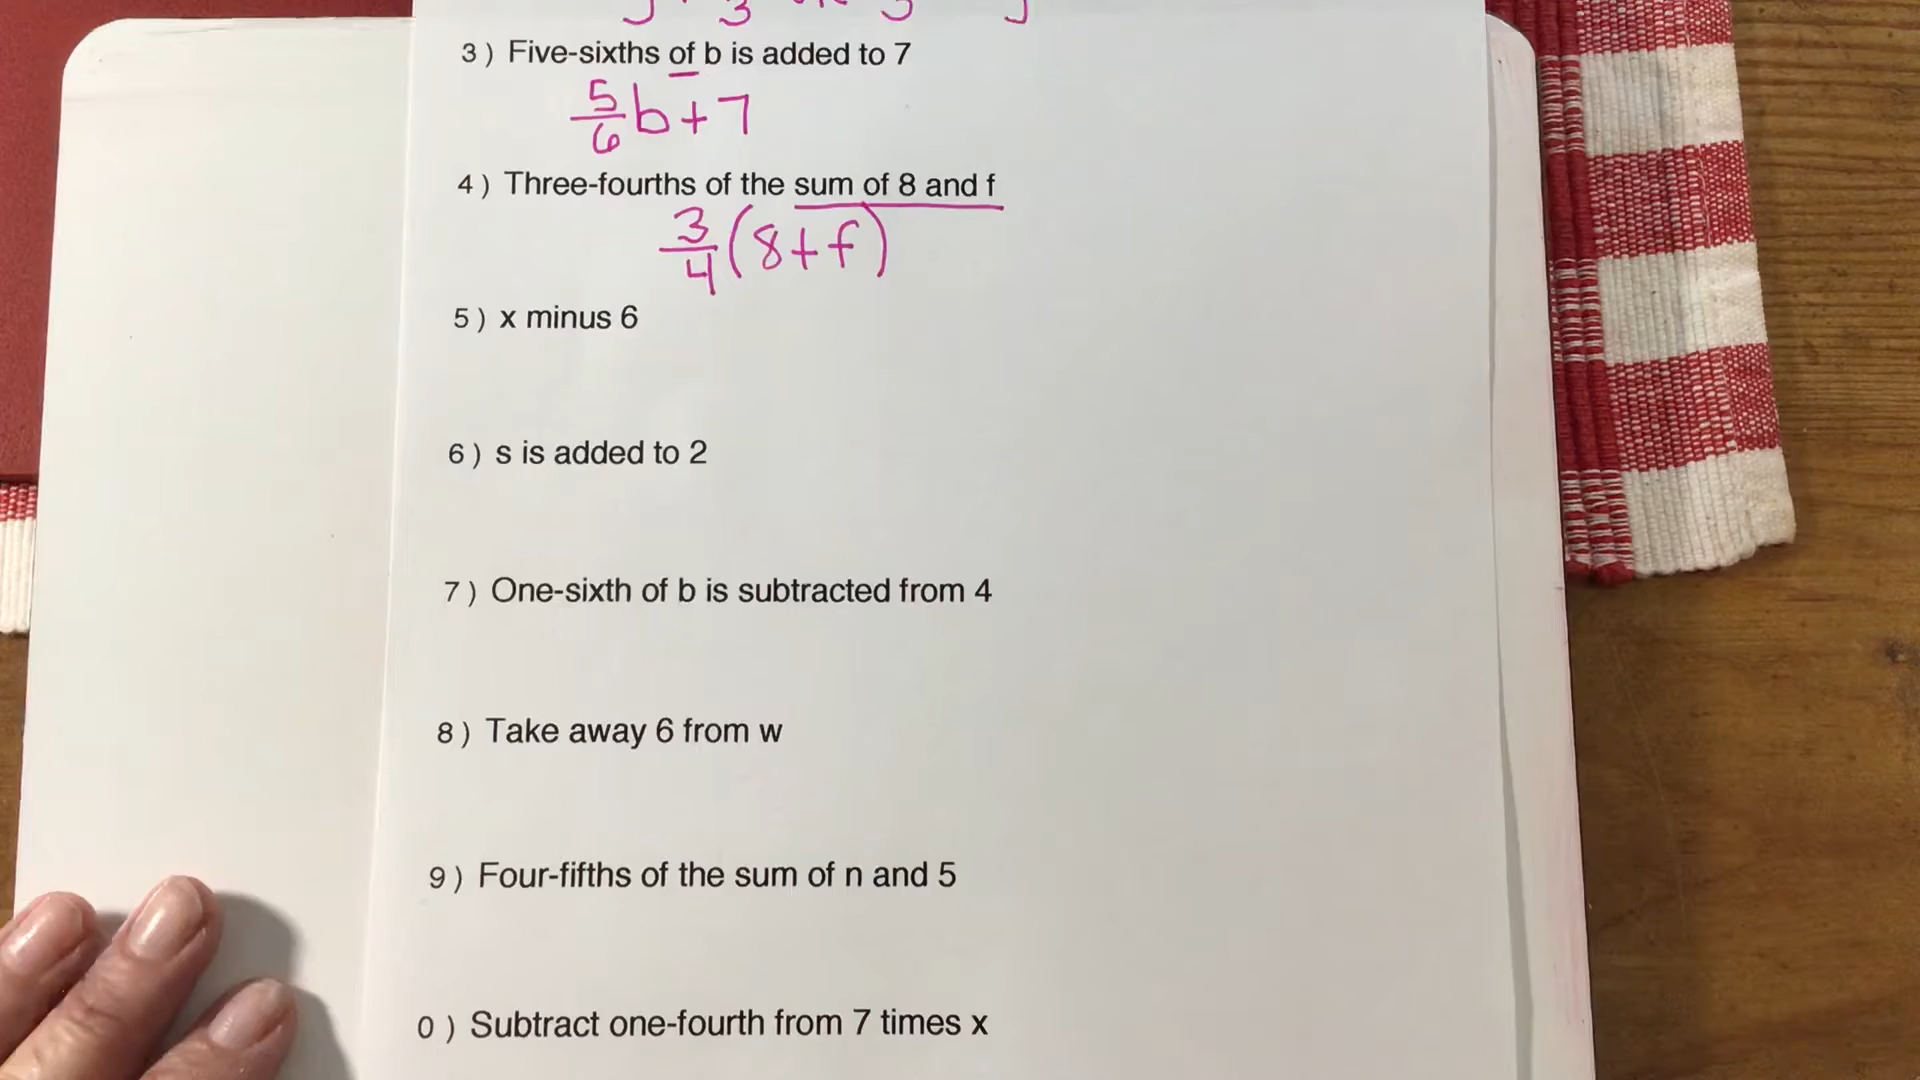 3) Five-sixths of b is added to 7
5/6 b + 7
4) Three-fourths of the sum of 8 and f
3/4 (8 + f)
5) x minus 6
6) s is added to 2
7) One-sixth of b is subtracted from 4
8) Take away 6 from w
9) Four-fifths of the sum of n and 5
0) Subtract one-fourth from 7 times x